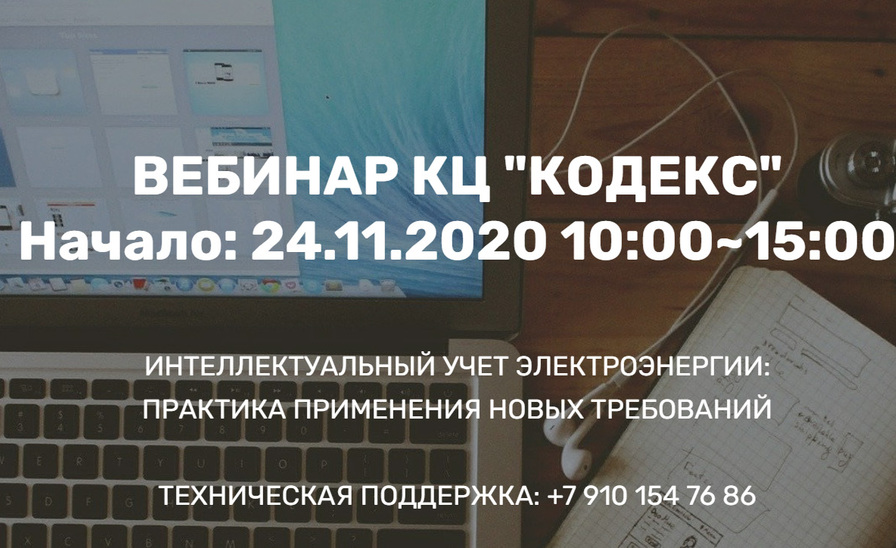 ВЕБИНАР КЦ "КОДЕКС"
Начало: 24.11.2020 10:00~15:00
ИНТЕЛЛЕКТУАЛЬНЫЙ УЧЕТ ЭЛЕКТРОЭНЕРГИИ:
ПРАКТИКА ПРИМЕНЕНИЯ НОВЫХ ТРЕБОВАНИЙ
ТЕХНИЧЕСКАЯ ПОДДЕРЖКА: +7 910 154 76 86